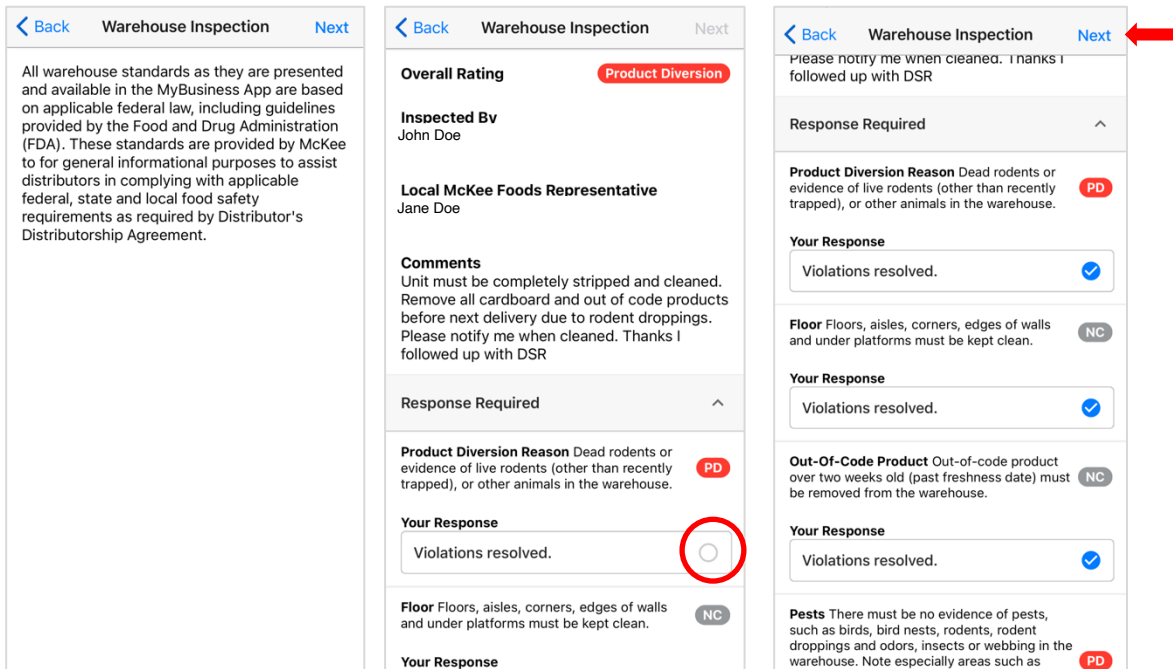 Back Warehouse Inspection Next
All warehouse standards as they are presented
and available in the MyBusiness App are based
on applicable federal law, including guidelines
provided by the Food and Drug Administration
(FDA). These standards are provided by McKee
to for general informational purposes to assist
distributors in complying with applicable
federal, state and local food safety
requirements as required by Distributor's
Distributorship Agreement.
Back Warehouse Inspection Next
Overall Rating Product Diversion
Inspected By
John Doe
Local McKee Foods Representative
Jane Doe
Comments
Unit must be completely stripped and cleaned.
Remove all cardboard and out of code products
before next delivery due to rodent droppings.
Please notify me when cleaned. Thanks I
followed up with DSR
Response Required
Product Diversion Reason Dead rodents or
evidence of live rodents (other than recently
trapped), or other animals in the warehouse.
PD
Your Response
Violations resolved.
Floor Floors, aisles, corners, edges of walls
and under platforms must be kept clean.
NC
Your Response
Back Warehouse Inspection Next
Please notify me when cleaned. Thanks I
followed up with DSR
Response Required
Product Diversion Reason Dead rodents or
evidence of live rodents (other than recently
trapped), or other animals in the warehouse.
PD
Your Response
Violations resolved.
Floor Floors, aisles, corners, edges of walls
and under platforms must be kept clean.
NC
Your Response
Violations resolved.
Out-Of-Code Product Out-of-code product
over two weeks old (past freshness date) must
be removed from the warehouse.
NC
Your Response
Violations resolved.
Pests There must be no evidence of pests,
such as birds, bird nests, rodents, rodent
droppings and odors, insects or webbing in the
warehouse. Note especially areas such as
PD